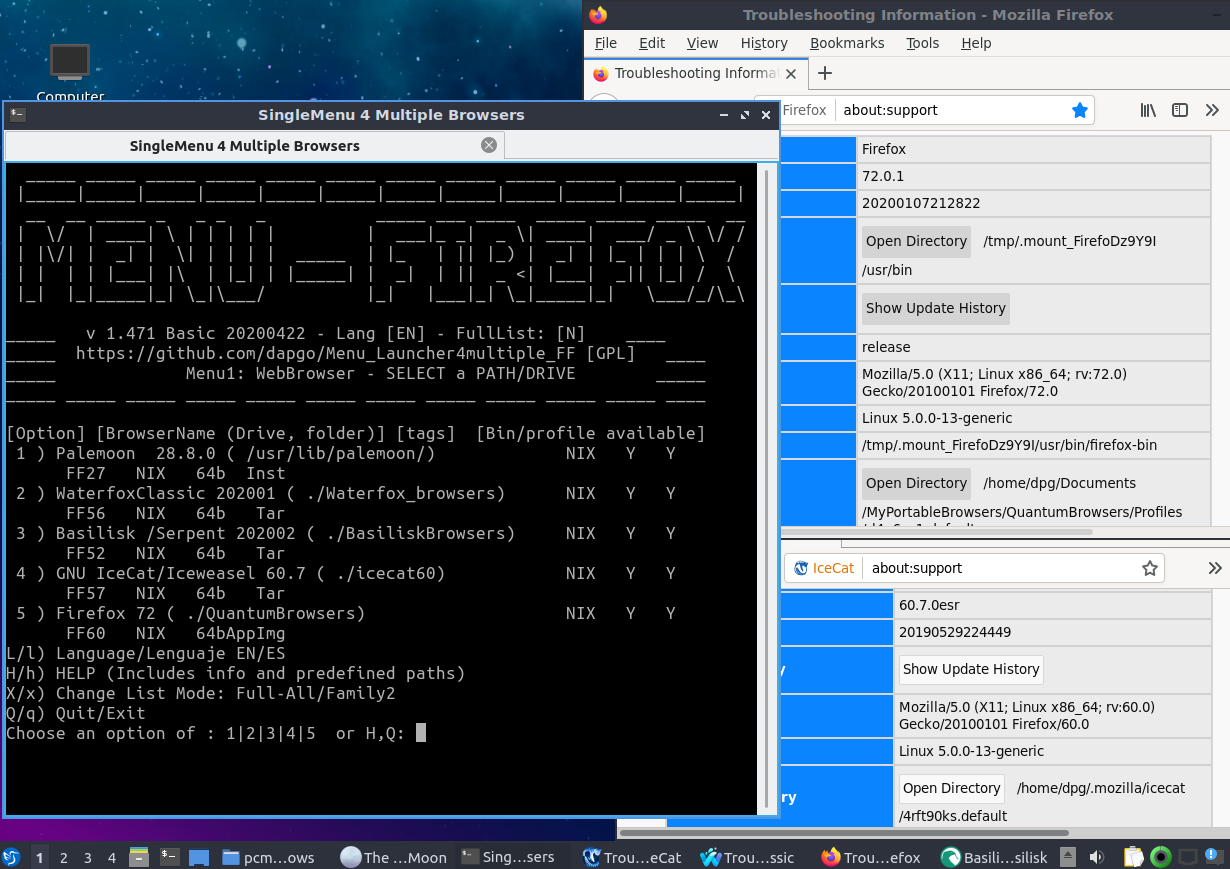 Computer
Troubleshooting Information - Mozilla Firefox
File Edit View History Bookmarks Tools Help
Troubleshooting Informa
Firefox about:support
Firefox
72.0.1
20200107212822
Open Directory /tmp/.mount_FirefoDz9Y9I
/usr/bin
Show Update History
release
Mozilla/5.0 (X11; Linux x86_64; rv:72.0)
Gecko/20100101 Firefox/72.0
Linux 5.0.0-13-generic
/tmp/.mount_FirefoDz9Y9I/usr/bin/firefox-bin
Open Directory /home/dpg/Documents
/MyPortableBrowsers/QuantumBrowsers/Profiles
SingleMenu 4 Multiple Browsers
SingleMenu 4 Multiple Browsers
MENU - FIREFOX
v 1.471 Basic 20200422 - Lang [EN] - FullList: [N]
https://github.com/dapgo/Menu_Launcher4multiple_FF [GPL]
Menu1: WebBrowser - SELECT a PATH/DRIVE
[Option] [BrowserName (Drive, folder)] [tags] [Bin/profile available]
1 ) Palemoon 28.8.0 ( /usr/lib/palemoon/) NIX Y Y
FF27 NIX 64b Inst
2 ) WaterfoxClassic 202001 ( ./Waterfox_browsers) NIX Y Y
FF56 NIX 64b Tar
3 ) Basilisk /Serpent 202002 ( ./BasiliskBrowsers) NIX Y Y
FF52 NIX 64b Tar
4 ) GNU IceCat/Iceweasel 60.7 ( ./icecat60) NIX Y Y
FF57 NIX 64b Tar
5 ) Firefox 72 ( ./QuantumBrowsers) NIX Y Y
FF60 NIX 64bAppImg
L/l) Language/Lenguaje EN/ES
H/h) HELP (Includes info and predefined paths)
X/x) Change List Mode: Full-All/Family2
Q/q) Quit/Exit
Choose an option of : 1|2|3|4|5 or H,Q:
IceCat about:support
60.7.0esr
20190529224449
y
Show Update History
Mozilla/5.0 (X11; Linux x86_64; rv:60.0)
Gecko/20100101 Firefox/60.0
Linux 5.0.0-13-generic
ry
Open Directory /home/dpg/.mozilla/icecat
/4rft90ks.default
1 2 3 4 pcm...ows The ...Moon Sing...sers Trou...eCat Trou...ssic Trou...efox Basili...silisk